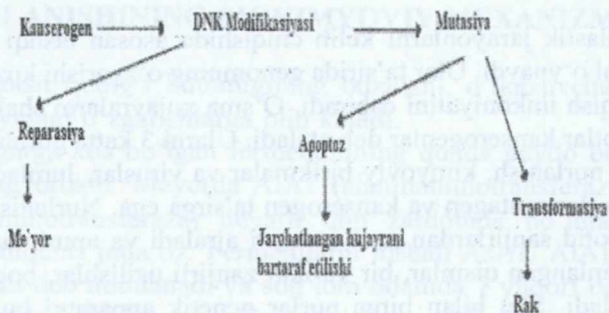 Kanserogen
DNK Modifikasiyasi
Mutasiya
Reparasiya
Apoptoz
Transformasiya
Me'yor
Jarohatlangan hujayrani
bartaraf etilishi
Rak